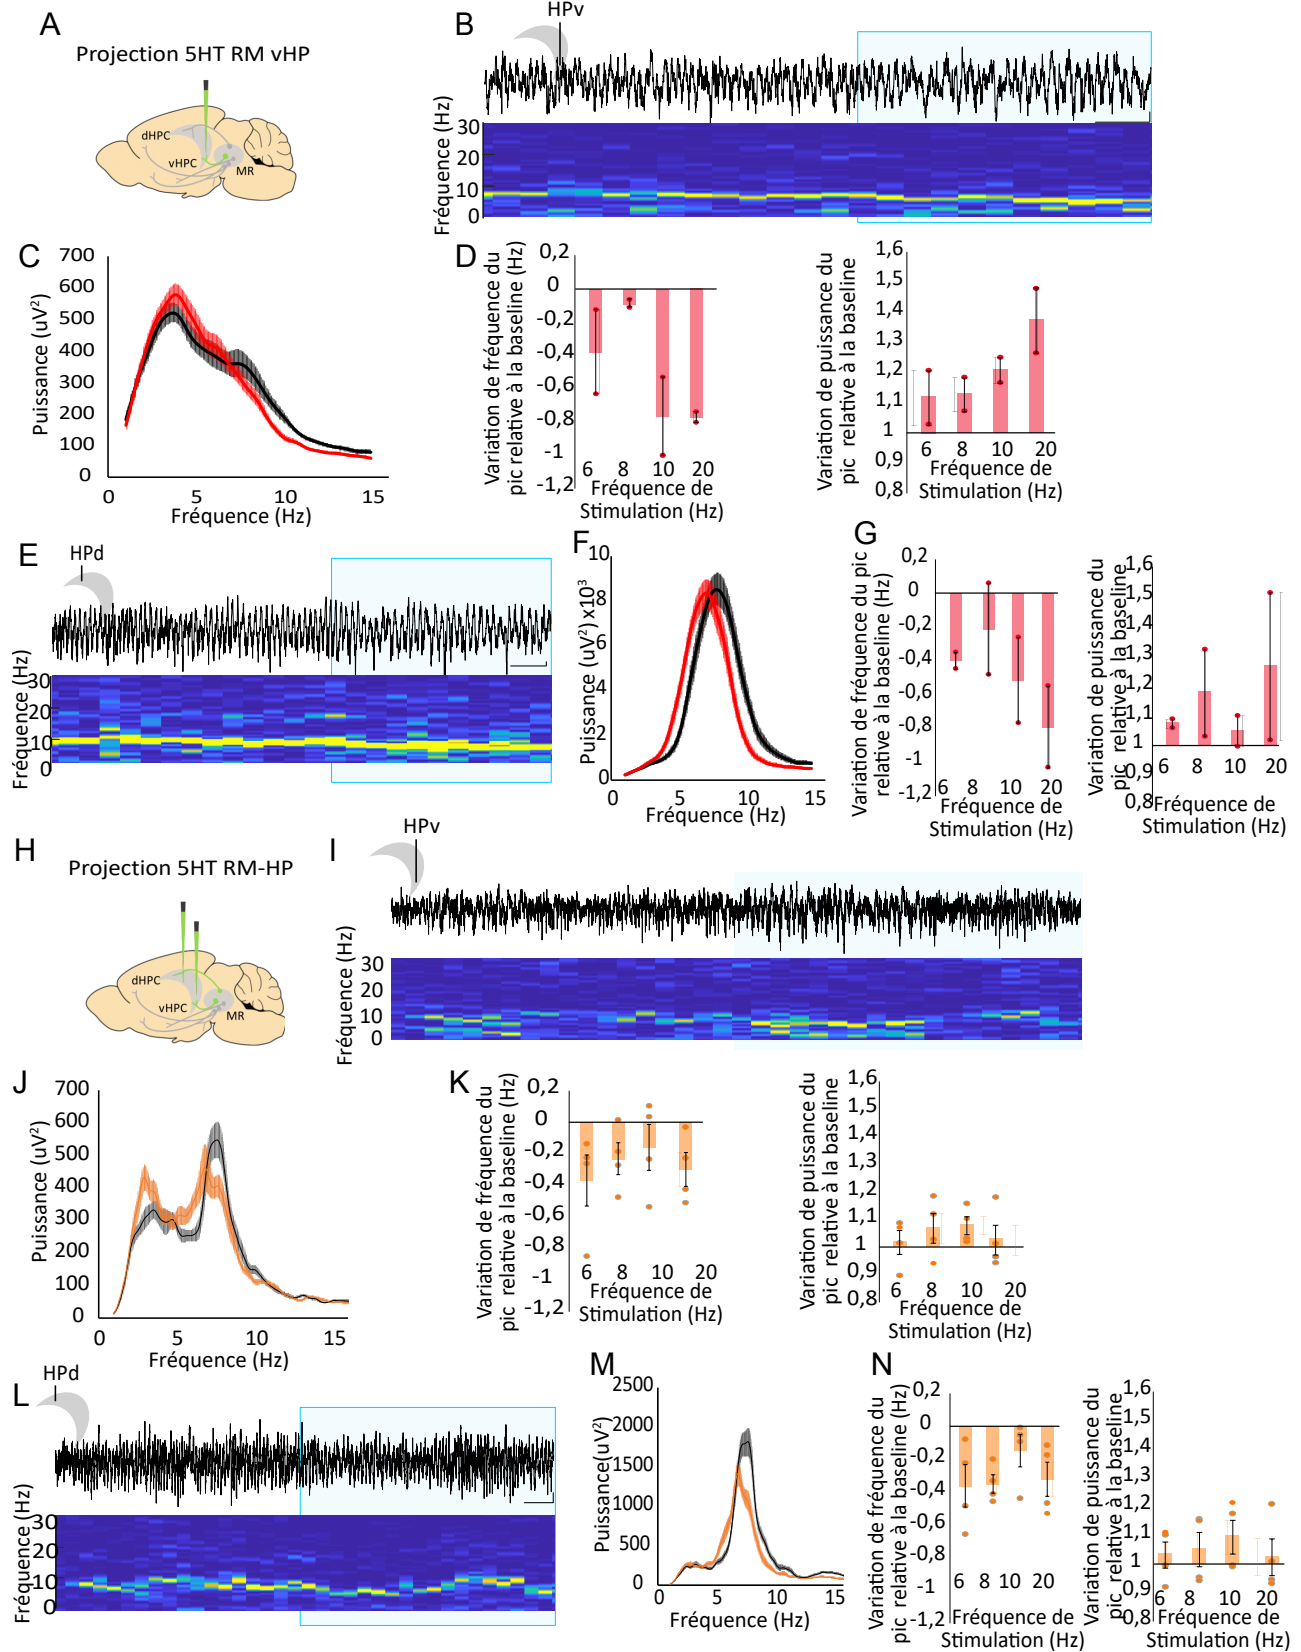 A
Projection 5HT RM vHP
dHPC
vHPC
MR
B
HPv
Fréquence (Hz)
30
20
10
0
C
700
600
500
400
300
200
100
0
Puissance (uV²)
0
5
10
15
Fréquence (Hz)
D
Variation de fréquence du
pic relative à la baseline (Hz)
0,2
0
-0,2
-0,4
-0,6
-0,8
-1
-1,2
6
8
10
20
Fréquence de
Stimulation (Hz)
Variation de puissance du
pic relative à la baseline
1,6
1,5
1,4
1,3
1,2
1,1
1
0,9
0,8
6
8
10
20
Fréquence de
Stimulation (Hz)
E
HPd
Fréquence (Hz)
30
20
10
0
F
10
8
6
4
2
0
Puissance (uV²) x10³
5
10
15
Fréquence (Hz)
G
Variation de fréquence du pic
relative à la baseline (Hz)
0,2
0
-0,2
-0,4
-0,6
-0,8
-1
-1,2
6
8
10
20
Fréquence de
Stimulation (Hz)
Variation de puissance du
pic relative à la baseline
1,6
1,5
1,4
1,3
1,2
1,1
1
0,9
0,8
6
8
10
20
Fréquence de
Stimulation (Hz)
H
Projection 5HT RM-HP
dHPC
vHPC
MR
I
HPv
Fréquence (Hz)
30
20
10
0
J
700
600
500
400
300
200
100
0
Puissance (uV²)
0
5
10
15
Fréquence (Hz)
K
Variation de fréquence du
pic relative à la baseline (Hz)
0,2
0
-0,2
-0,4
-0,6
-0,8
-1
-1,2
6
8
10
20
Fréquence de
Stimulation (Hz)
Variation de puissance du
pic relative à la baseline
1,6
1,5
1,4
1,3
1,2
1,1
1
0,9
0,8
6
8
10
20
Fréquence de
Stimulation (Hz)
L
HPd
Fréquence (Hz)
30
20
10
0
M
2500
2000
1500
1000
500
0
Puissance(uV²)
0
5
10
15
Fréquence (Hz)
N
Variation de fréquence du
pic relative à la baseline (Hz)
0,2
0
-0,2
-0,4
-0,6
-0,8
-1
-1,2
6
8
10
20
Fréquence de
Stimulation (Hz)
Variation de puissance du
pic relative à la baseline
1,6
1,5
1,4
1,3
1,2
1,1
1
0,9
0,8
6
8
10
20
Fréquence de
Stimulation (Hz)